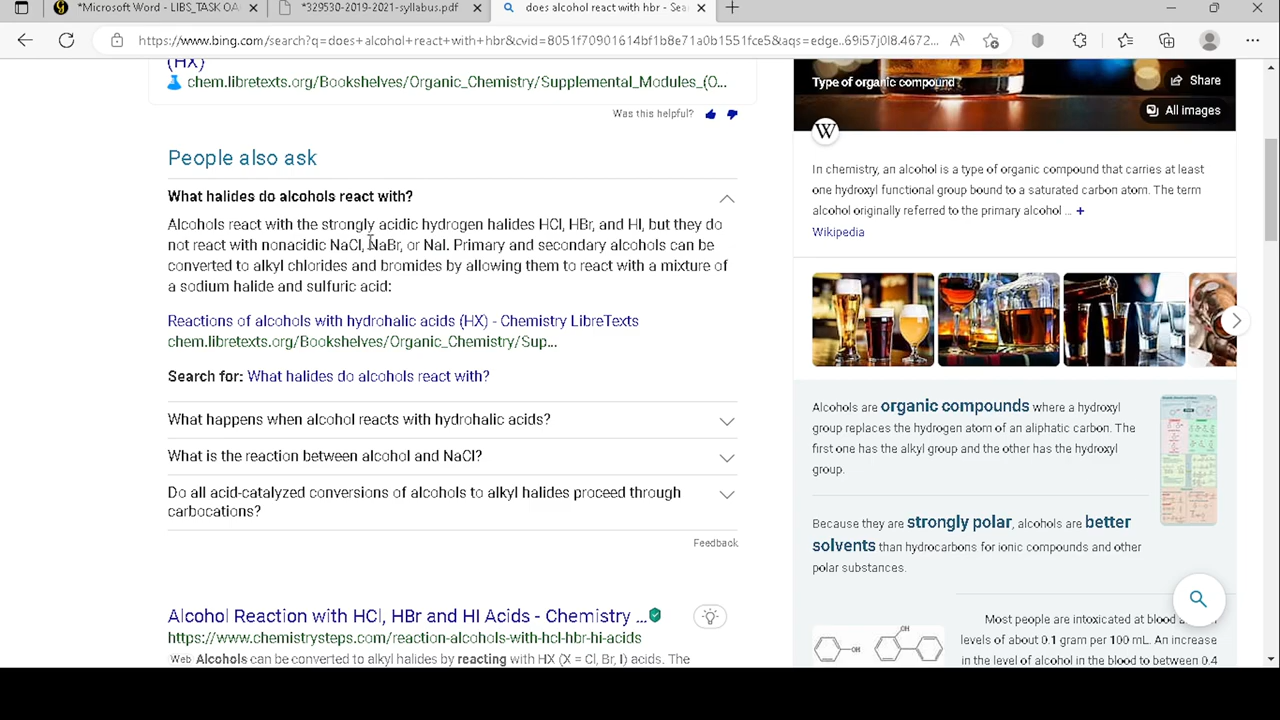 *Microsoft Word - LIBS_TASK OA
*329530-2019-2021-syllabus.pdf
does alcohol react with hbr - Sea
https://www.bing.com/search?q=does+alcohol+react+with+hbr&cvid=8051f70901614bf1b8e71a0b1551fce5&aqs=edge..69i57j0l8.4672...
(HX)
chem.libretexts.org/Bookshelves/Organic_Chemistry/Supplemental_Modules_(O...
Was this helpful?
People also ask
What halides do alcohols react with?
Alcohols react with the strongly acidic hydrogen halides HCl, HBr, and HI, but they do
not react with nonacidic NaCl, NaBr, or NaI. Primary and secondary alcohols can be
converted to alkyl chlorides and bromides by allowing them to react with a mixture of
a sodium halide and sulfuric acid:
Reactions of alcohols with hydrohalic acids (HX) - Chemistry LibreTexts
chem.libretexts.org/Bookshelves/Organic_Chemistry/Sup...
Search for: What halides do alcohols react with?
What happens when alcohol reacts with hydrohalic acids?
What is the reaction between alcohol and NaCl?
Do all acid-catalyzed conversions of alcohols to alkyl halides proceed through
carbocations?
Feedback
Alcohol Reaction with HCl, HBr and HI Acids - Chemistry ...
https://www.chemistrysteps.com/reaction-alcohols-with-hcl-hbr-hi-acids
Web Alcohols can be converted to alkyl halides by reacting with HX (X = Cl, Br, I) acids. The
Type of organic compound
Share
All images
W
In chemistry, an alcohol is a type of organic compound that carries at least
one hydroxyl functional group bound to a saturated carbon atom. The term
alcohol originally referred to the primary alcohol ... +
Wikipedia
Alcohols are organic compounds where a hydroxyl
group replaces the hydrogen atom of an aliphatic carbon. The
first one has the alkyl group and the other has the hydroxyl
group.
Because they are strongly polar, alcohols are better
solvents than hydrocarbons for ionic compounds and other
polar substances.
Most people are intoxicated at blood
levels of about 0.1 gram per 100 mL. An increase
in the level of alcohol in the blood to between 0.4
OH
OH